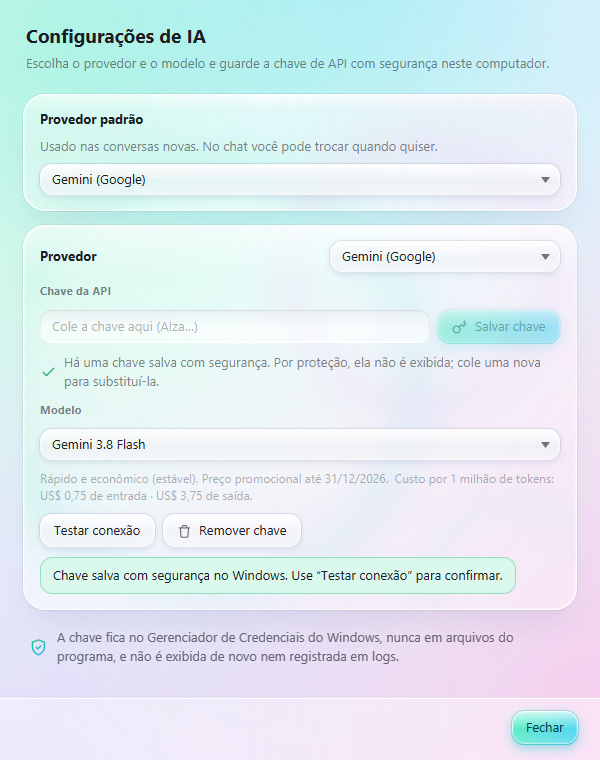 Configurações de IA
Escolha o provedor e o modelo e guarde a chave de API com segurança neste computador.
Provedor padrão
Usado nas conversas novas. No chat você pode trocar quando quiser.
Gemini (Google)
Provedor
Gemini (Google)
Chave da API
Cole a chave aqui (AIza...)
Salvar chave
Há uma chave salva com segurança. Por proteção, ela não é exibida; cole uma nova
para substituí-la.
Modelo
Gemini 3.8 Flash
Rápido e econômico (estável). Preço promocional até 31/12/2026. Custo por 1 milhão de tokens:
US$ 0,75 de entrada · US$ 3,75 de saída.
Testar conexão
Remover chave
Chave salva com segurança no Windows. Use “Testar conexão” para confirmar.
A chave fica no Gerenciador de Credenciais do Windows, nunca em arquivos do
programa, e não é exibida de novo nem registrada em logs.
Fechar